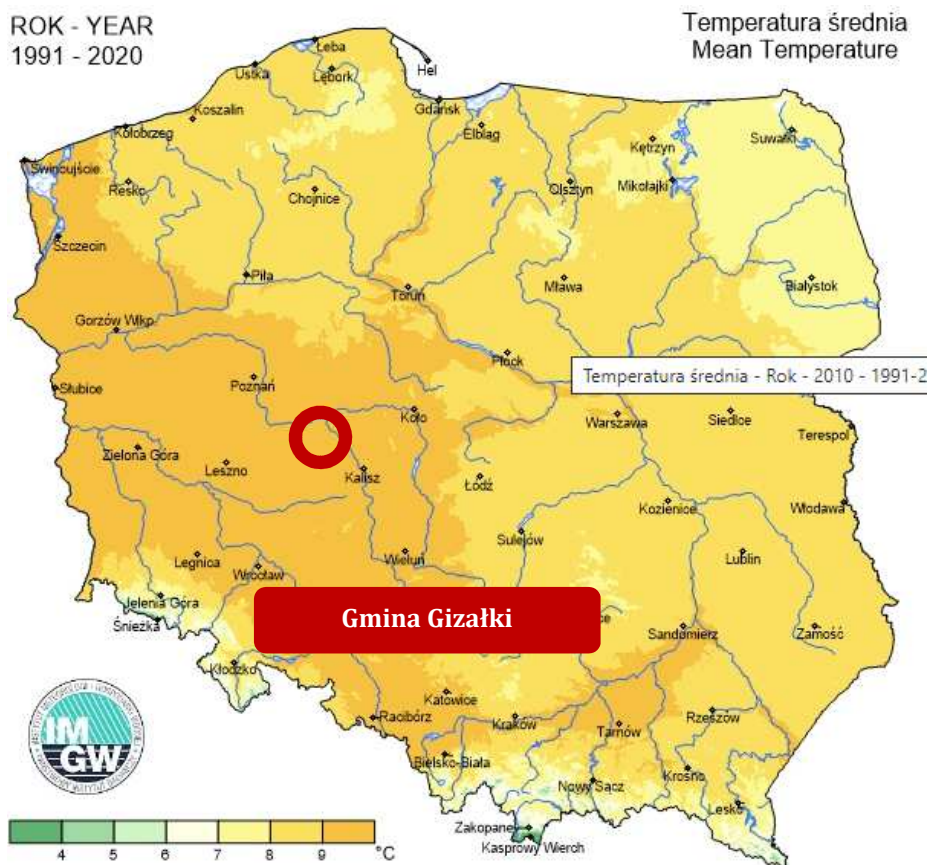 ROK - YEAR
1991 - 2020
Temperatura średnia
Mean Temperature
Łeba
Hel
Ustka
Lębork
Gdańsk
Koszalin
Elbląg
Kołobrzeg
Suwałki
Kętrzyn
Świnoujście
Resko
Chojnice
Olsztyn
Mikołajki
Szczecin
Piła
Toruń
Mława
Białystok
Gorzów Wlkp.
Płock
Temperatura średnia - Rok - 2010 - 1991-2
Słubice
Poznań
Koło
Warszawa
Siedlce
Terespol
Zielona Góra
Leszno
Kalisz
Łódź
Kozienice
Włodawa
Sulejów
Legnica
Wrocław
Wieluń
Lublin
Jelenia Góra
Śnieżka
Gmina Gizałki
ce
Sandomierz
Zamość
Kłodzko
Katowice
Racibórz
Kraków
Tarnów
Rzeszów
IM
GW
Bielsko-Biała
Nowy Sącz
Krosno
Lesko
Zakopane
Kasprowy Wierch
4 5 6 7 8 9 °C